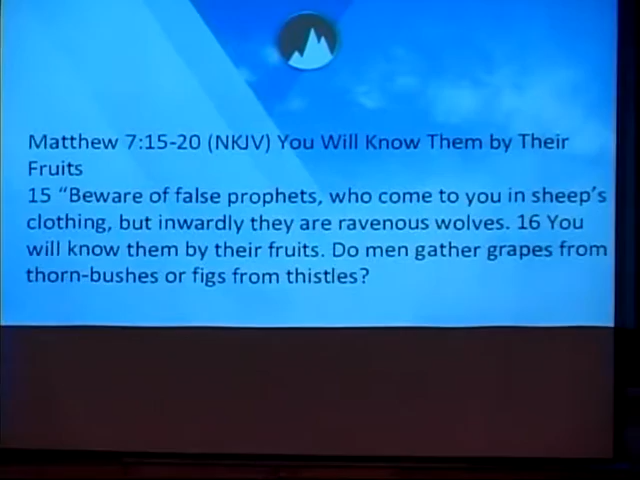 Matthew 7:15-20 (NKJV) You Will Know Them by Their
Fruits
15 “Beware of false prophets, who come to you in sheep’s
clothing, but inwardly they are ravenous wolves. 16 You
will know them by their fruits. Do men gather grapes from
thorn-bushes or figs from thistles?